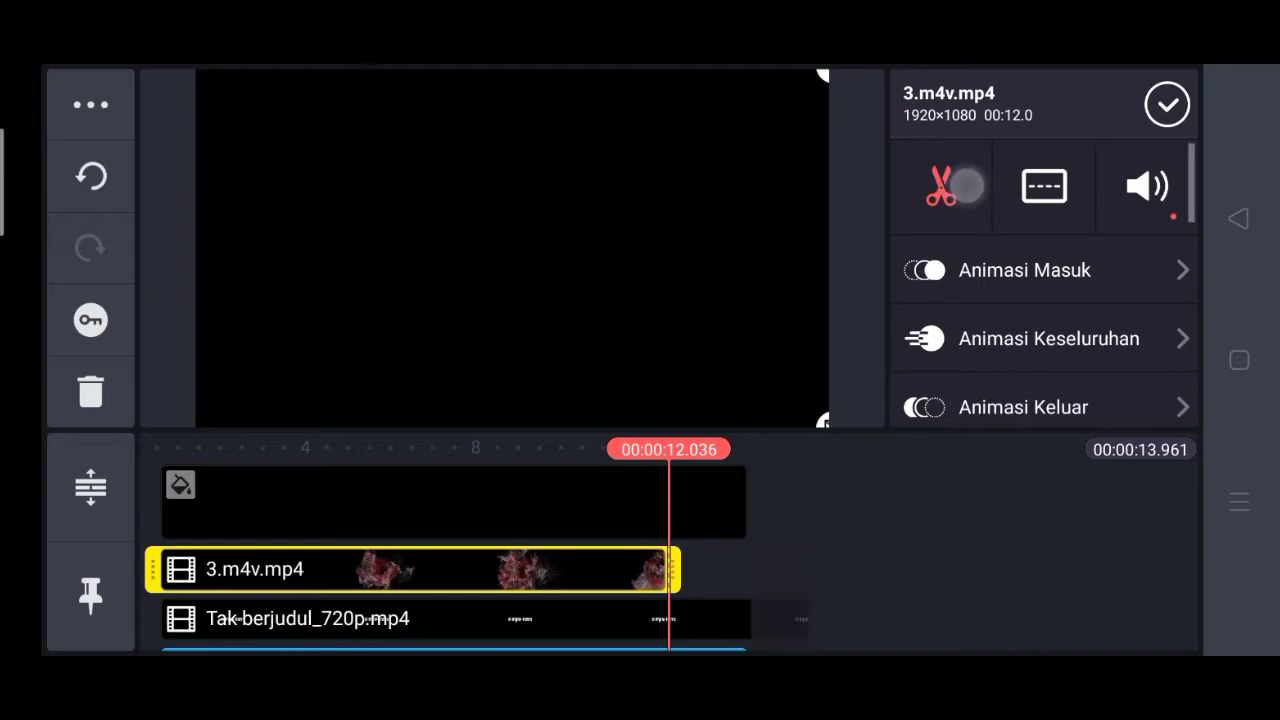 3.m4v.mp4
1920×1080 00:12.0
Animasi Masuk
Animasi Keseluruhan
Animasi Keluar
4 8
00:00:12.036
00:00:13.961
3.m4v.mp4
Tak berjudul_720p.mp4